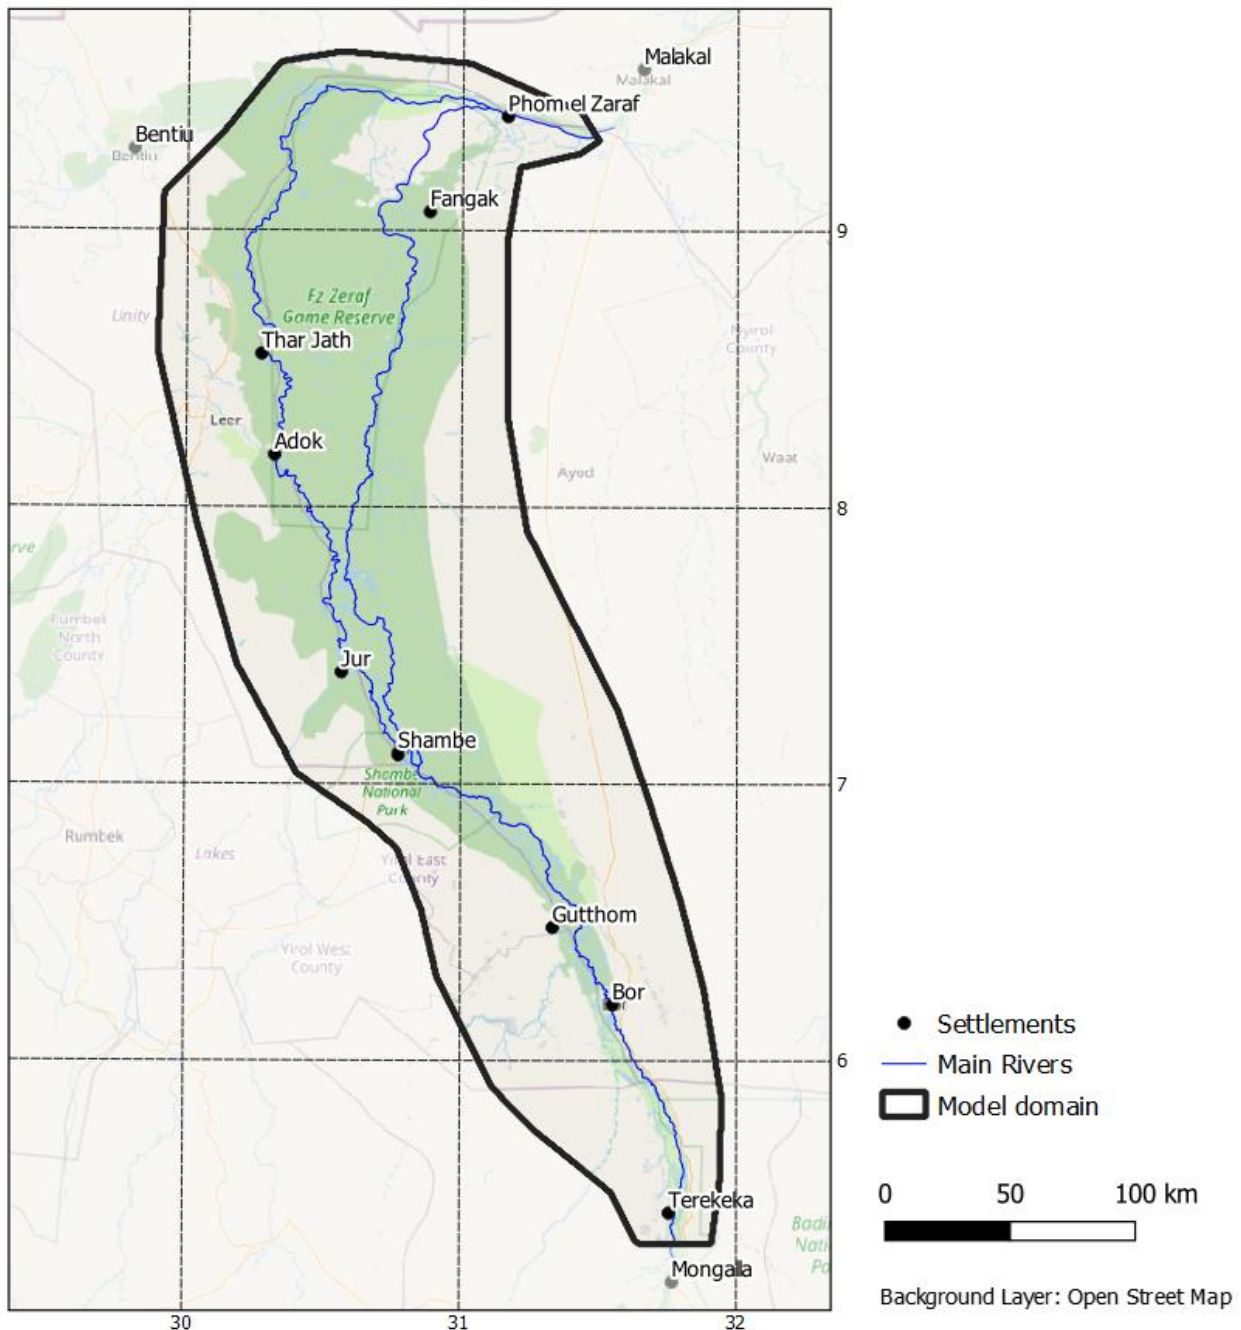 Malakal
Malakal
Phom el Zaraf
Bentiu
Bentiu
Fangak
9
Ez Zeraf
Game Reserve
Linity
Thar Jath
Nyirol
County
Leer
Adok
Waat
Ayod
8
rve
Rumbek
North
County
Jur
Shambe
7
Shambe
National
Park
Rumbek
Lakes
Yirol East
County
Gutthom
Yirol West
County
Bor
Settlements
Main Rivers
6
Model domain
0 50 100 km
Terekeka
Mongalla
Background Layer: Open Street Map
30 31 32